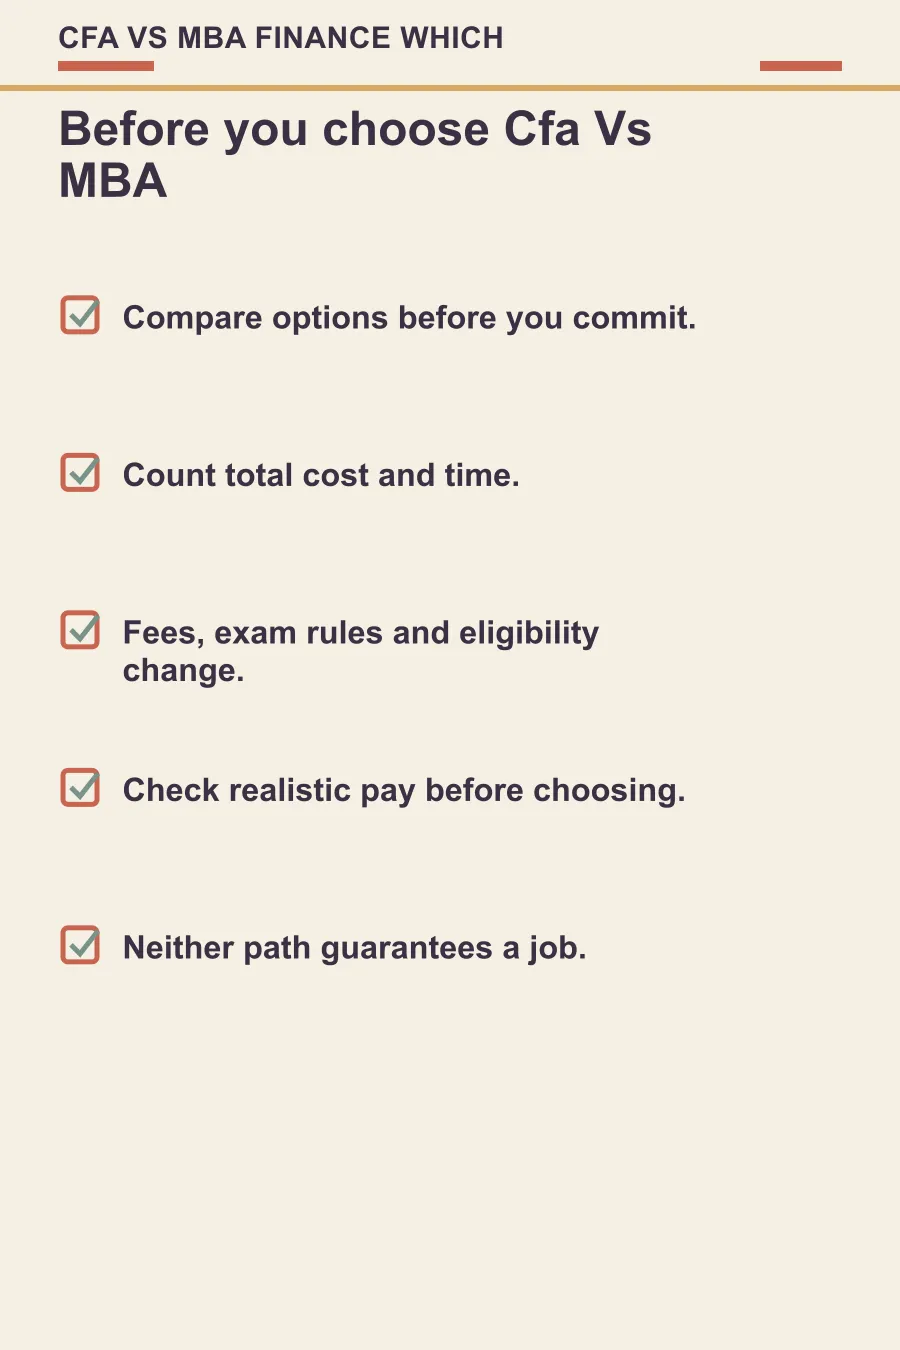 CFA VS MBA FINANCE WHICH
Before you choose Cfa Vs
MBA
Compare options before you commit.
Count total cost and time.
Fees, exam rules and eligibility
change.
Check realistic pay before choosing.
Neither path guarantees a job.